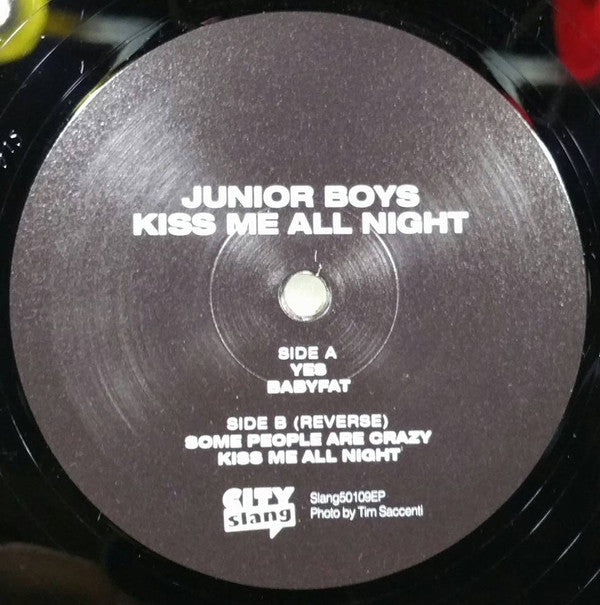 JUNIOR BOYS
KISS ME ALL NIGHT
SIDE A
YES
BABYFAT
SIDE B (REVERSE)
SOME PEOPLE ARE CRAZY
KISS ME ALL NIGHT
CITY
slang
Slang50109EP
Photo by Tim Saccenti